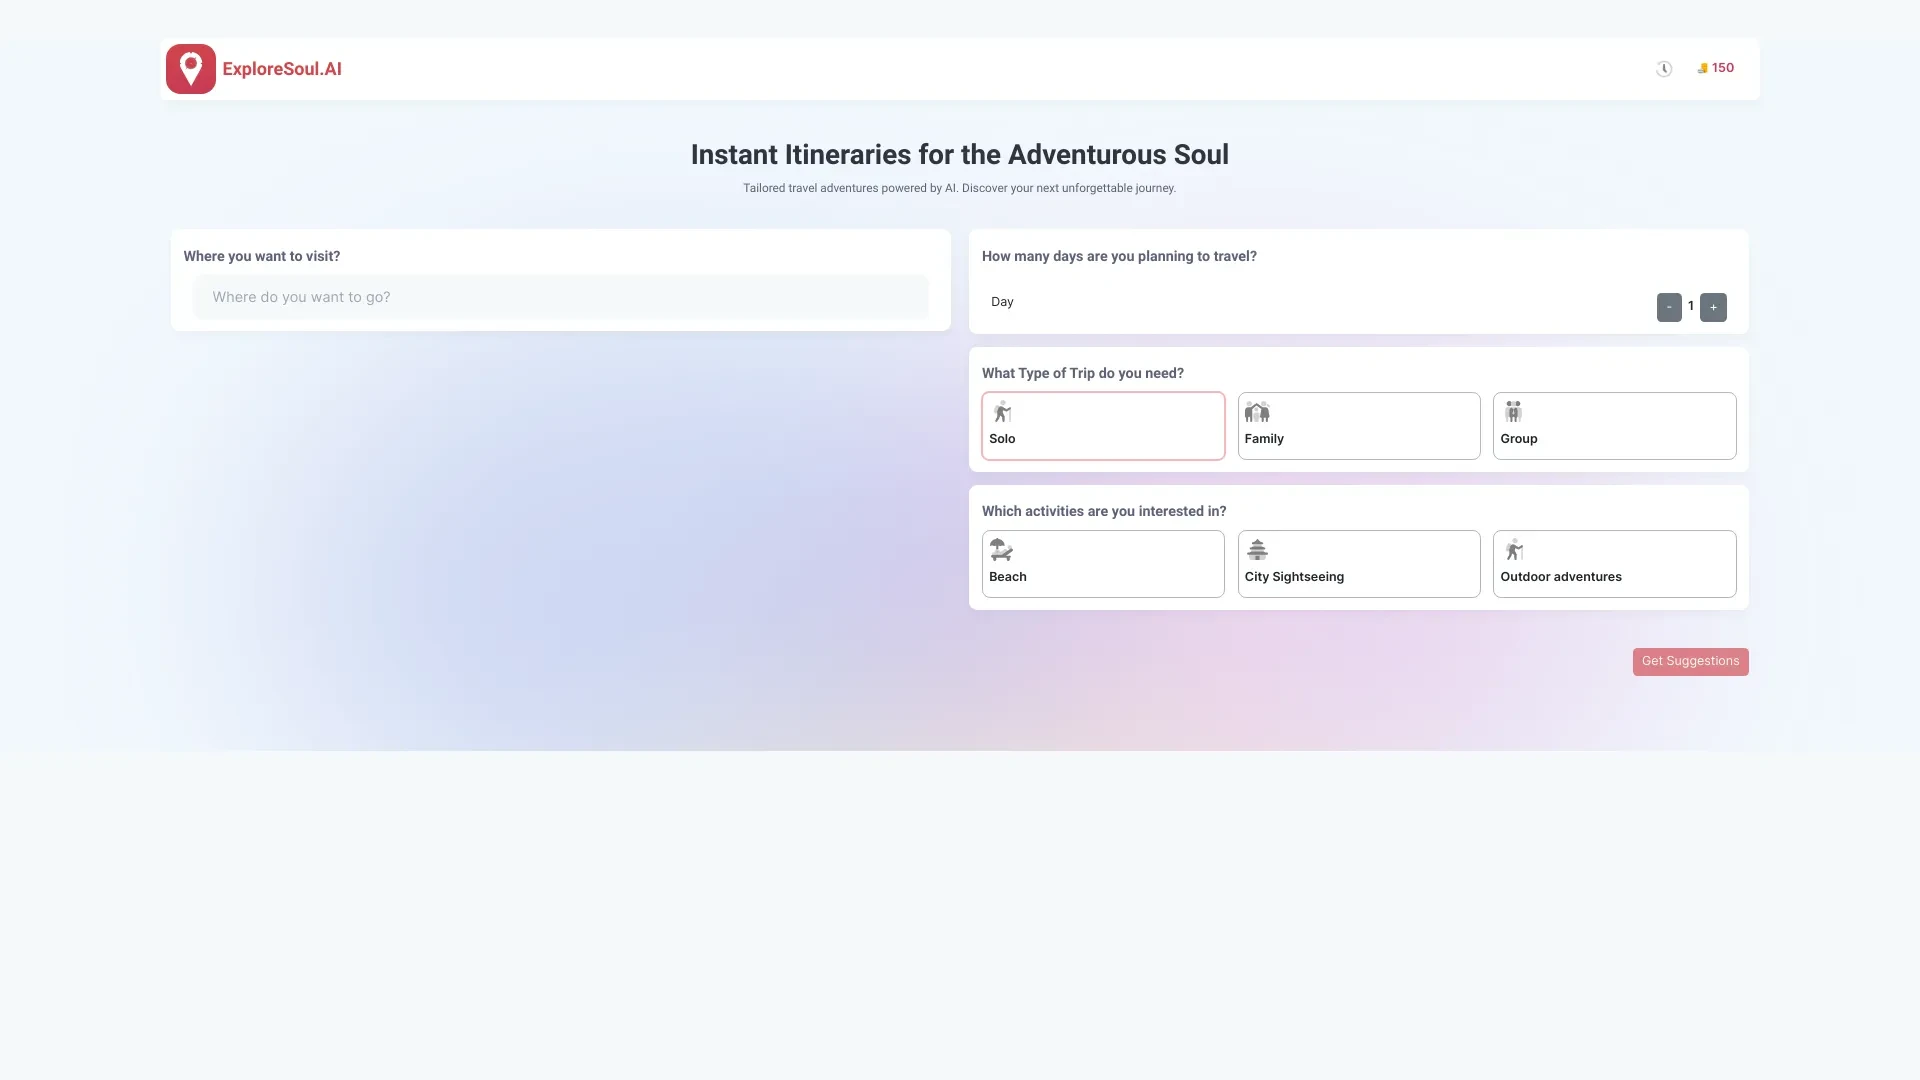 ExploreSoul.AI
150
Instant Itineraries for the Adventurous Soul
Tailored travel adventures powered by AI. Discover your next unforgettable journey.
Where you want to visit?
Where do you want to go?
How many days are you planning to travel?
Day
- 1 +
What Type of Trip do you need?
Solo
Family
Group
Which activities are you interested in?
Beach
City Sightseeing
Outdoor adventures
Get Suggestions